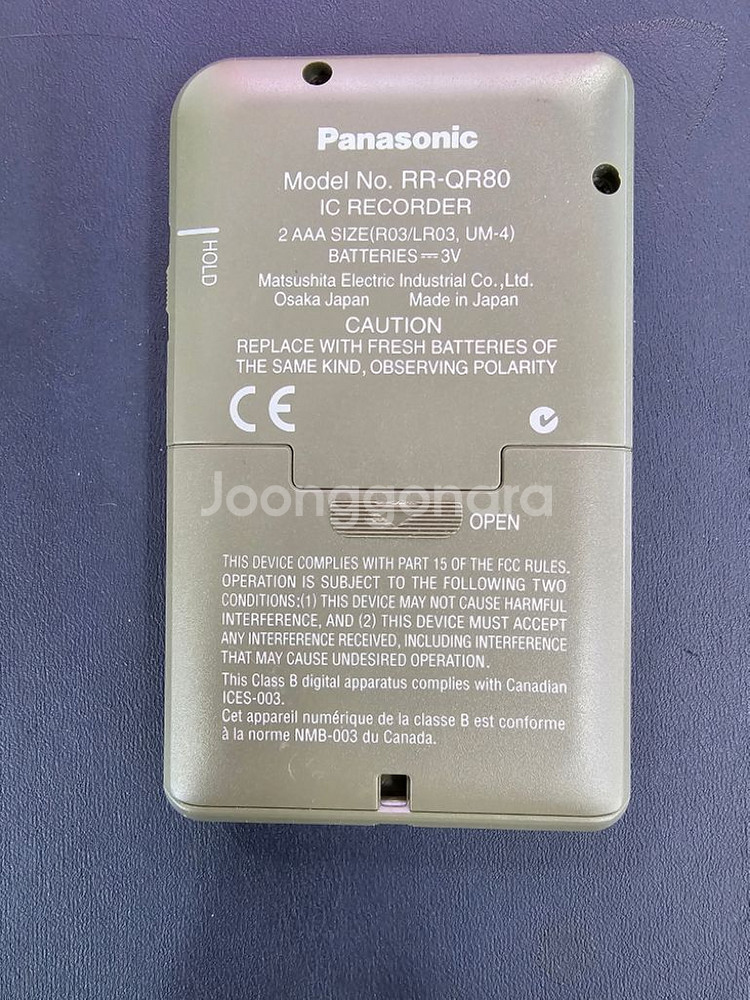 Panasonic
Model No. RR-QR80
IC RECORDER
2 AAA SIZE(R03/LR03, UM-4)
BATTERIES⎓3V
Matsushita Electric Industrial Co.,Ltd.
Osaka Japan Made in Japan
HOLD
CAUTION
REPLACE WITH FRESH BATTERIES OF
THE SAME KIND, OBSERVING POLARITY
CE
Joonggonara
OPEN
THIS DEVICE COMPLIES WITH PART 15 OF THE FCC RULES.
OPERATION IS SUBJECT TO THE FOLLOWING TWO
CONDITIONS:(1) THIS DEVICE MAY NOT CAUSE HARMFUL
INTERFERENCE, AND (2) THIS DEVICE MUST ACCEPT
ANY INTERFERENCE RECEIVED, INCLUDING INTERFERENCE
THAT MAY CAUSE UNDESIRED OPERATION.
This Class B digital apparatus complies with Canadian
ICES-003.
Cet appareil numérique de la classe B est conforme
à la norme NMB-003 du Canada.